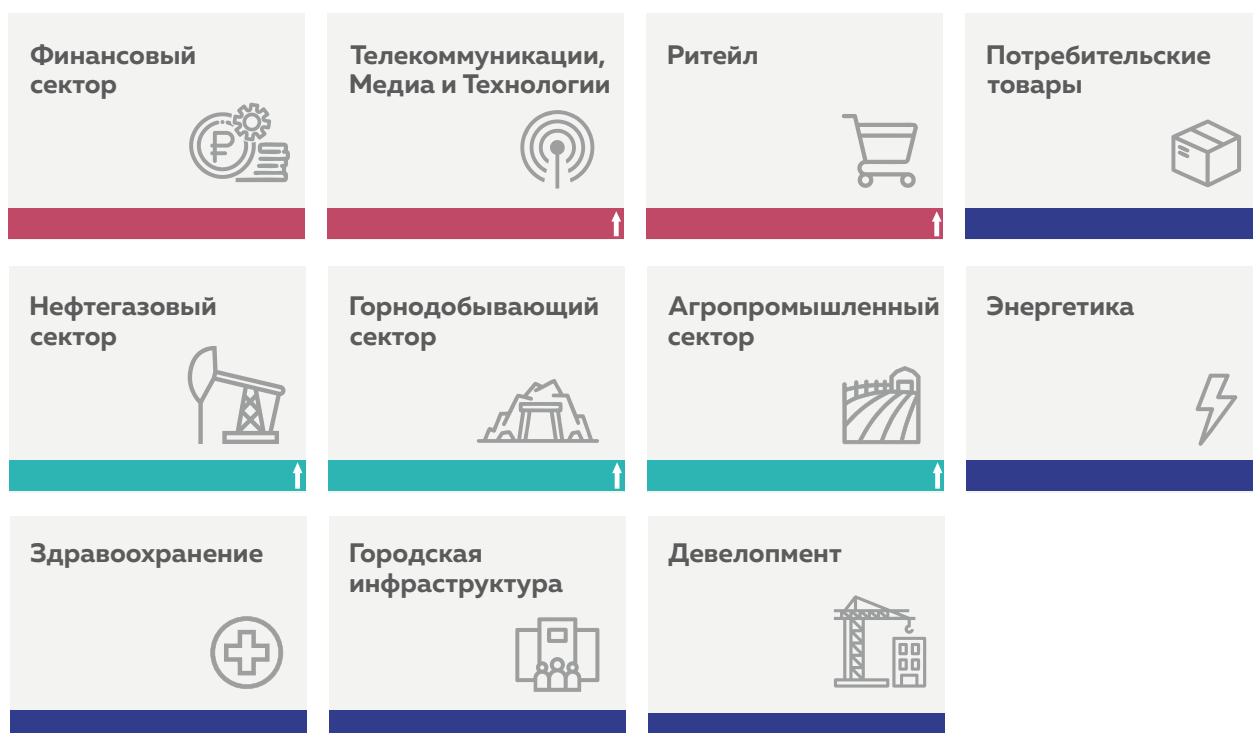 Финансовый
сектор
Телекоммуникации,
Медиа и Технологии
Ритейл
Потребительские
товары
Нефтегазовый
сектор
Горнодобывающий
сектор
Агропромышленный
сектор
Энергетика
Здравоохранение
Городская
инфраструктура
Девелопмент